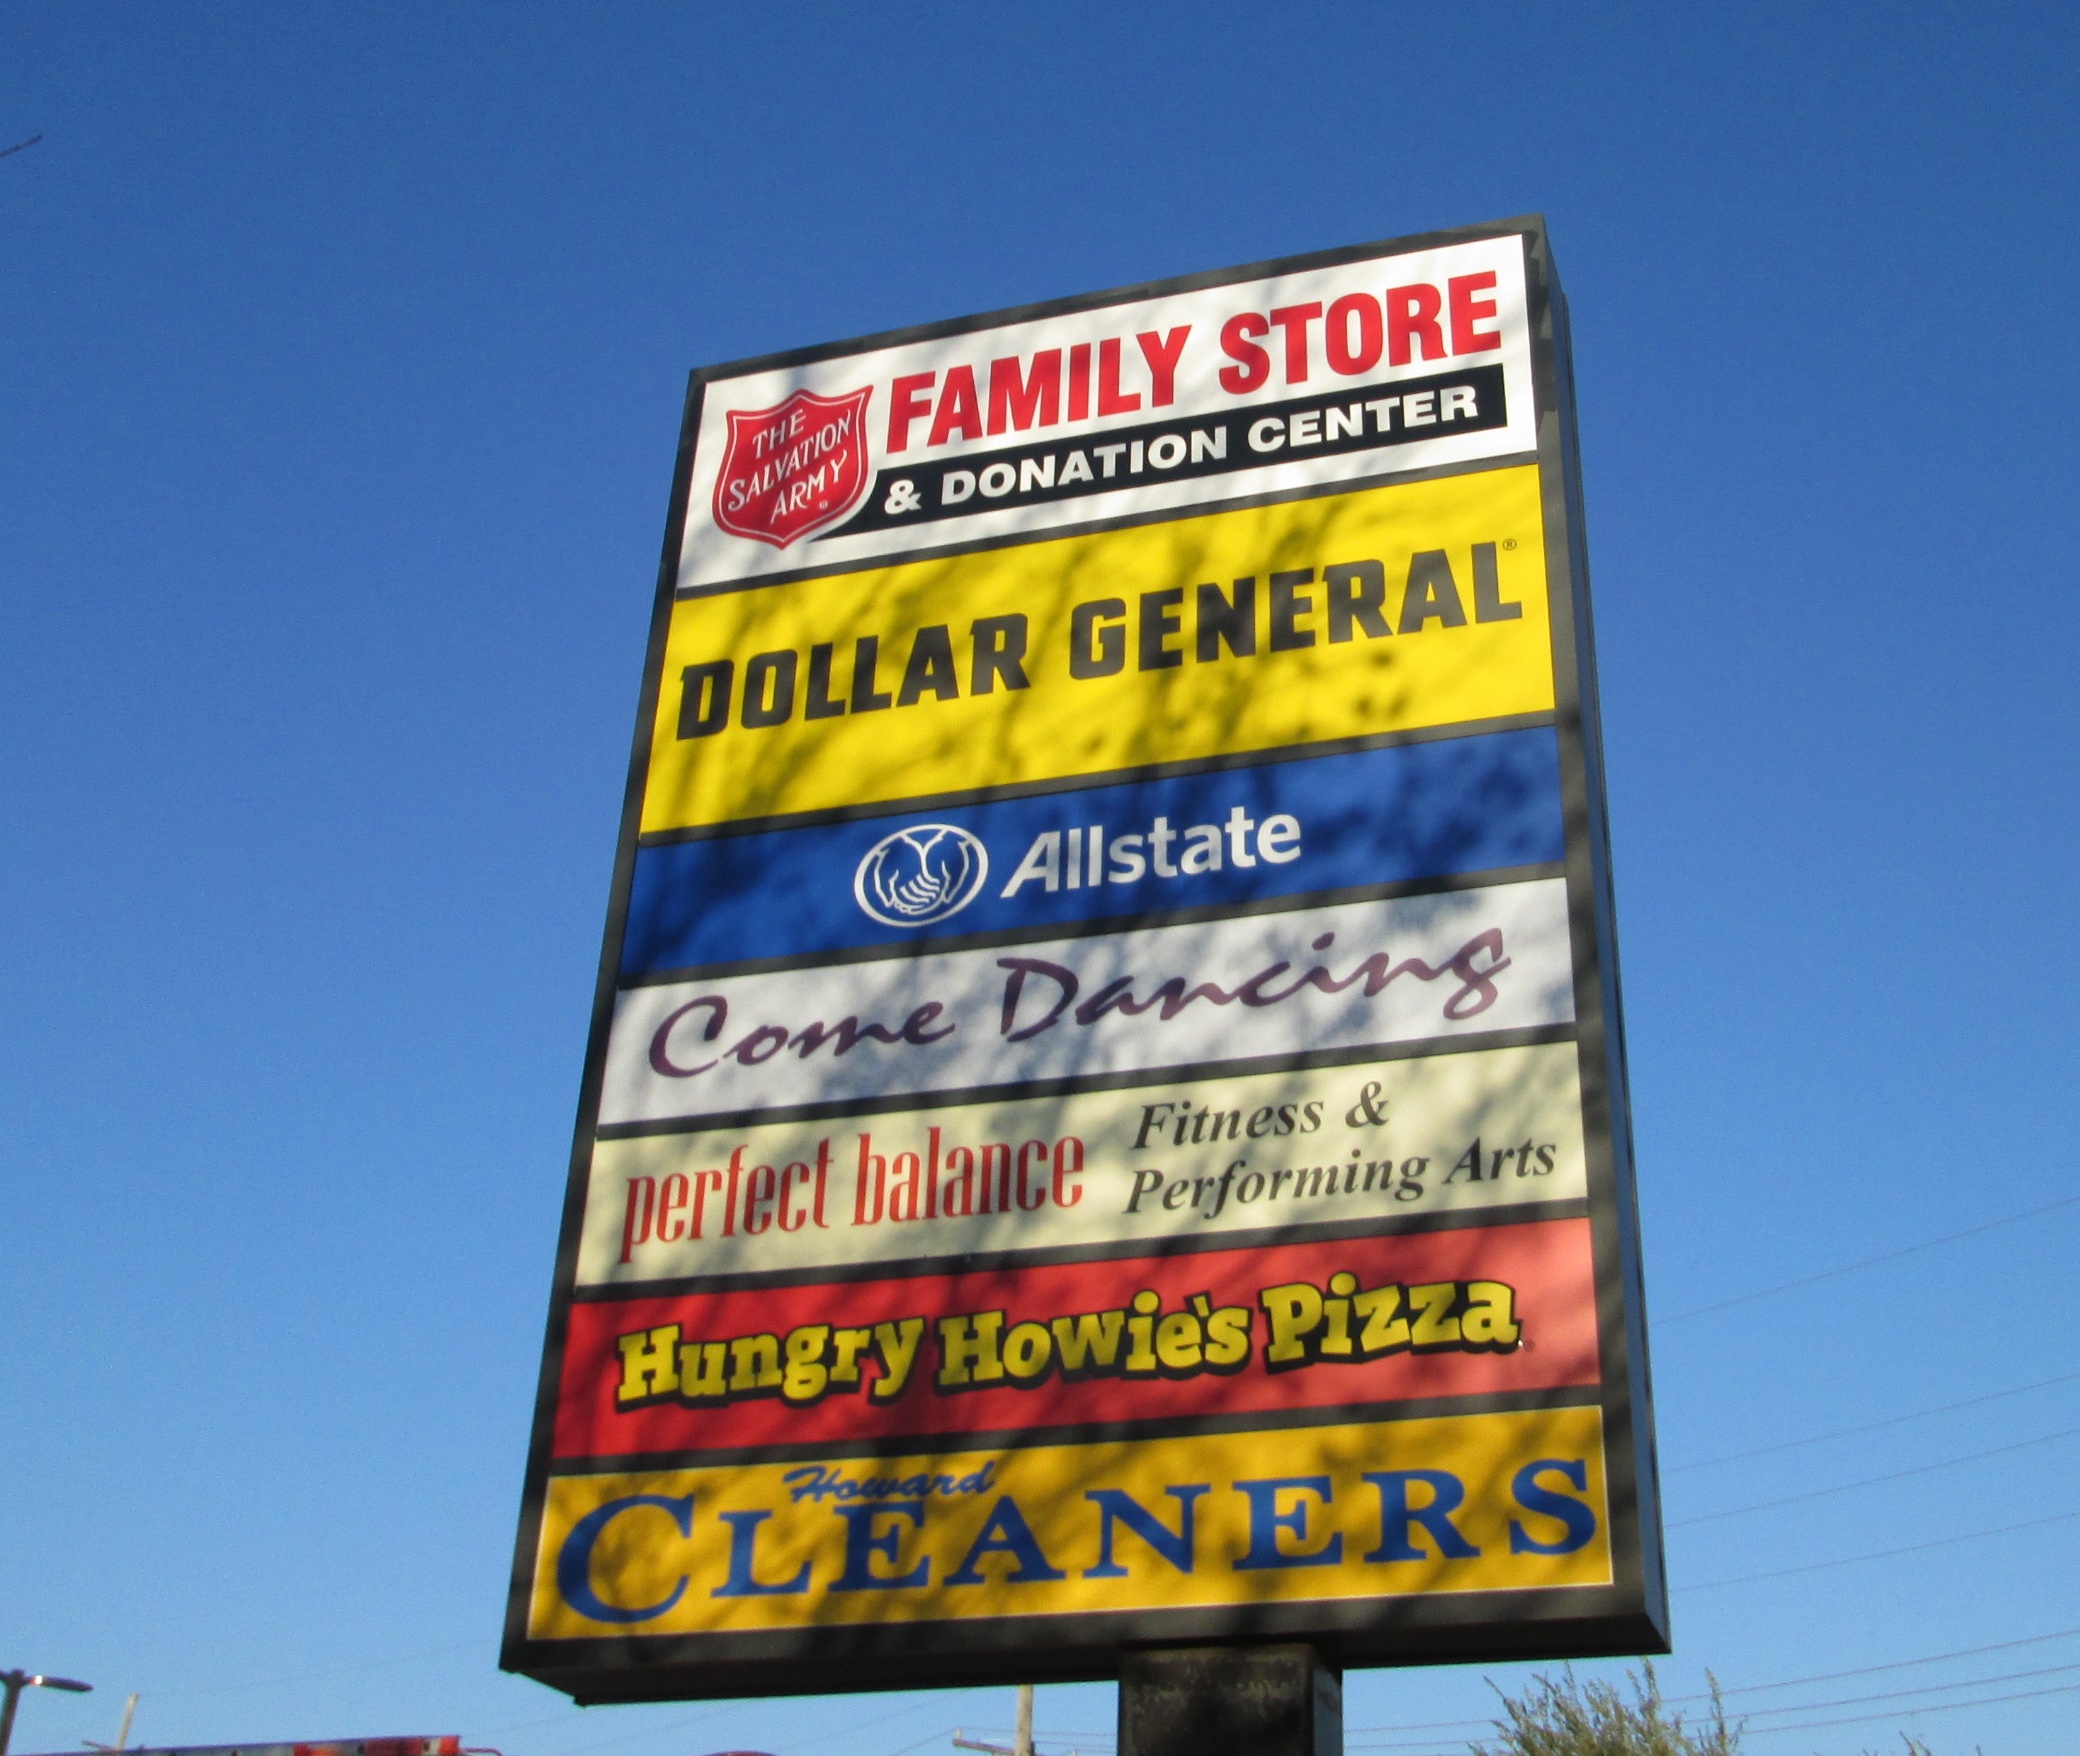 THE
SALVATION
ARMY
FAMILY STORE
& DONATION CENTER
DOLLAR GENERAL®
Allstate
Come Dancing
perfect balance
Fitness &
Performing Arts
Hungry Howie's Pizza
Howard
CLEANERS